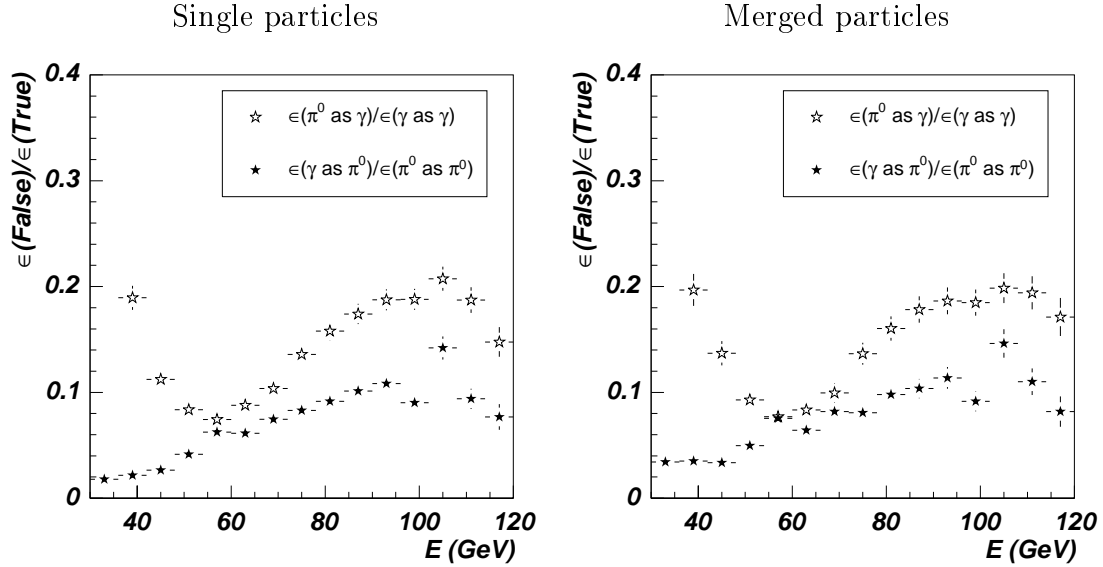 Single particles
Merged particles
∈(False)/∈(True)
0.4
0.3
0.2
0.1
0
∈(π⁰ as γ)/∈(γ as γ)
∈(γ as π⁰)/∈(π⁰ as π⁰)
40 60 80 100 120
E (GeV)
∈(False)/∈(True)
0.4
0.3
0.2
0.1
0
∈(π⁰ as γ)/∈(γ as γ)
∈(γ as π⁰)/∈(π⁰ as π⁰)
40 60 80 100 120
E (GeV)